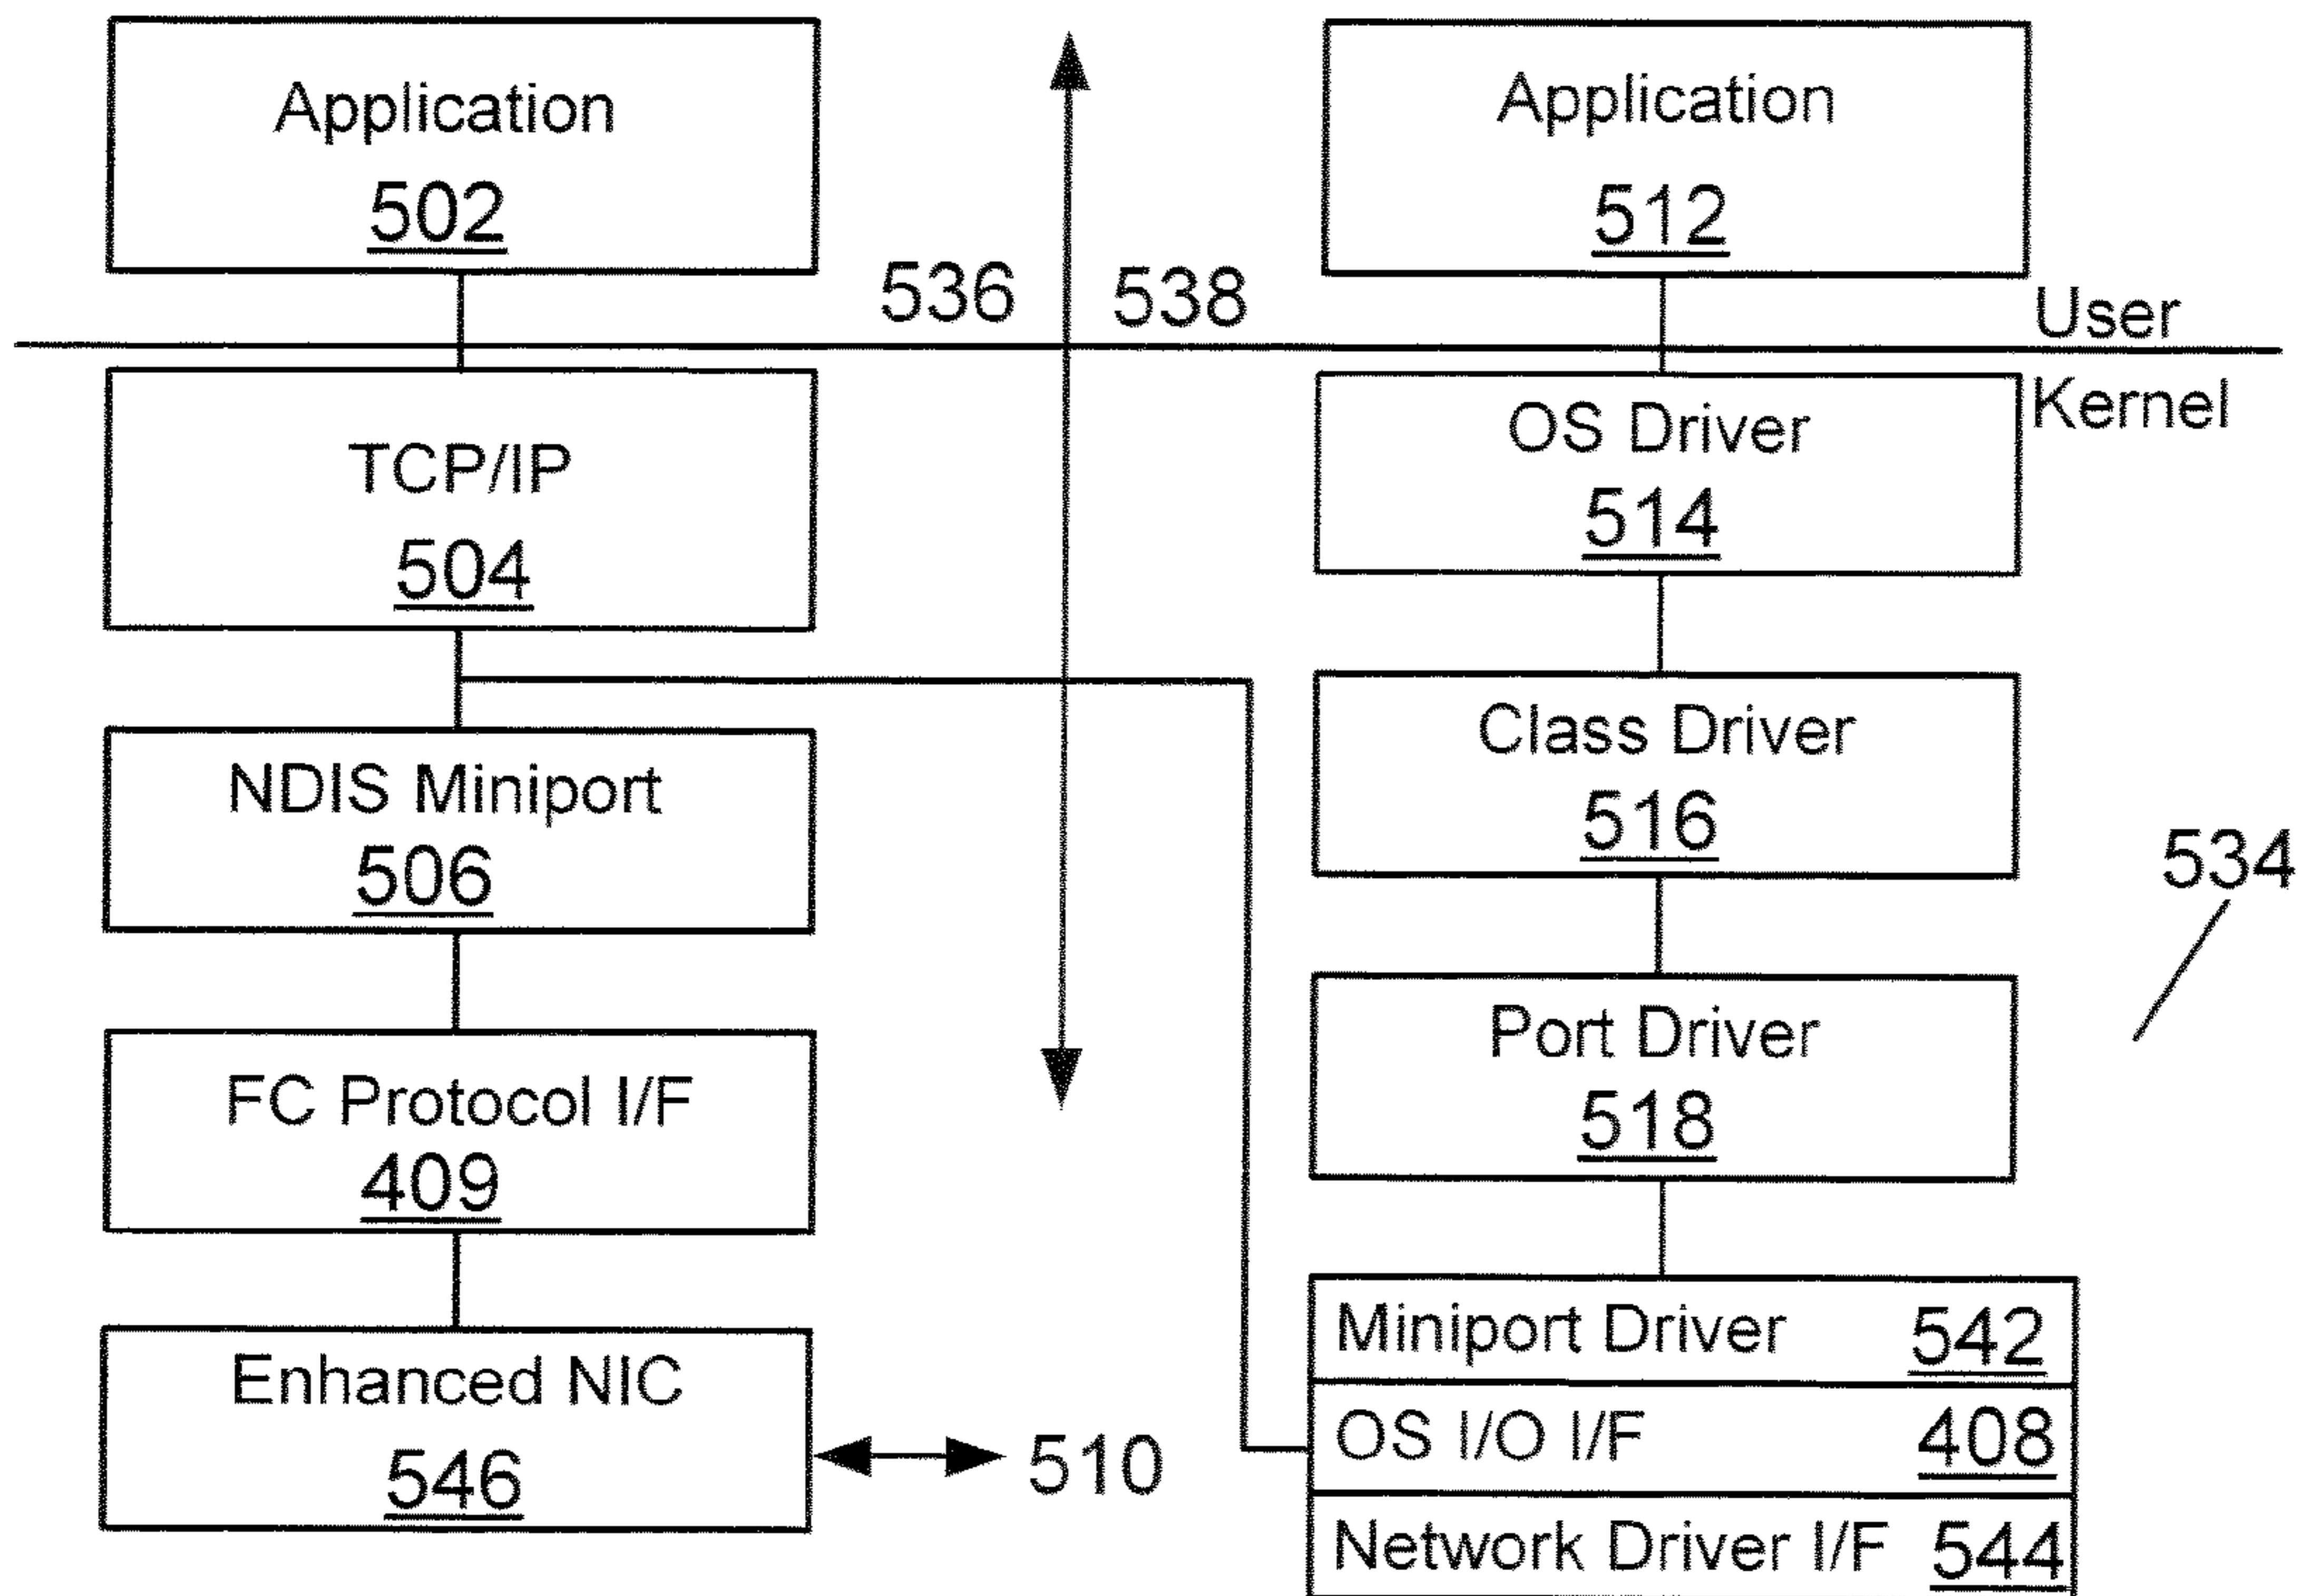 Application
502
536
538
Application
512
User
Kernel
TCP/IP
504
OS Driver
514
NDIS Miniport
506
Class Driver
516
534
FC Protocol I/F
409
Port Driver
518
Enhanced NIC
546
510
Miniport Driver 542
OS I/O I/F 408
Network Driver I/F 544